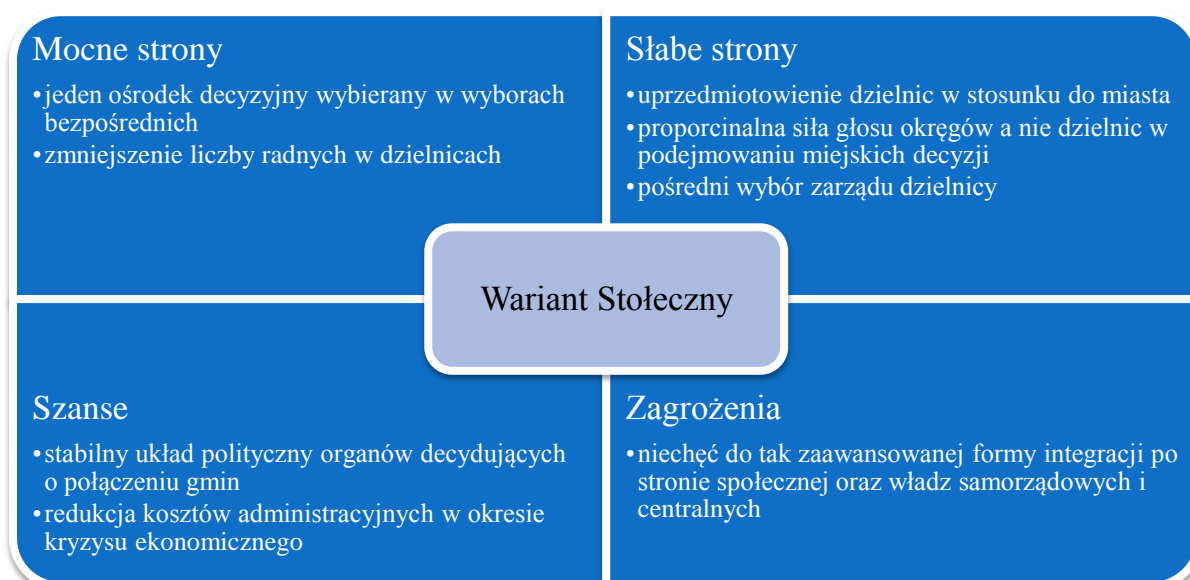 Mocne strony
•jeden ośrodek decyzyjny wybierany w wyborach
bezpośrednich
•zmniejszenie liczby radnych w dzielnicach
Słabe strony
•uprzedmiotowienie dzielnic w stosunku do miasta
•proporcinalna siła głosu okręgów a nie dzielnic w
podejmowaniu miejskich decyzji
•pośredni wybór zarządu dzielnicy
Wariant Stołeczny
Szanse
•stabilny układ polityczny organów decydujących
o połączeniu gmin
•redukcja kosztów administracyjnych w okresie
kryzysu ekonomicznego
Zagrożenia
•niechęć do tak zaawansowanej formy integracji po
stronie społecznej oraz władz samorządowych i
centralnych